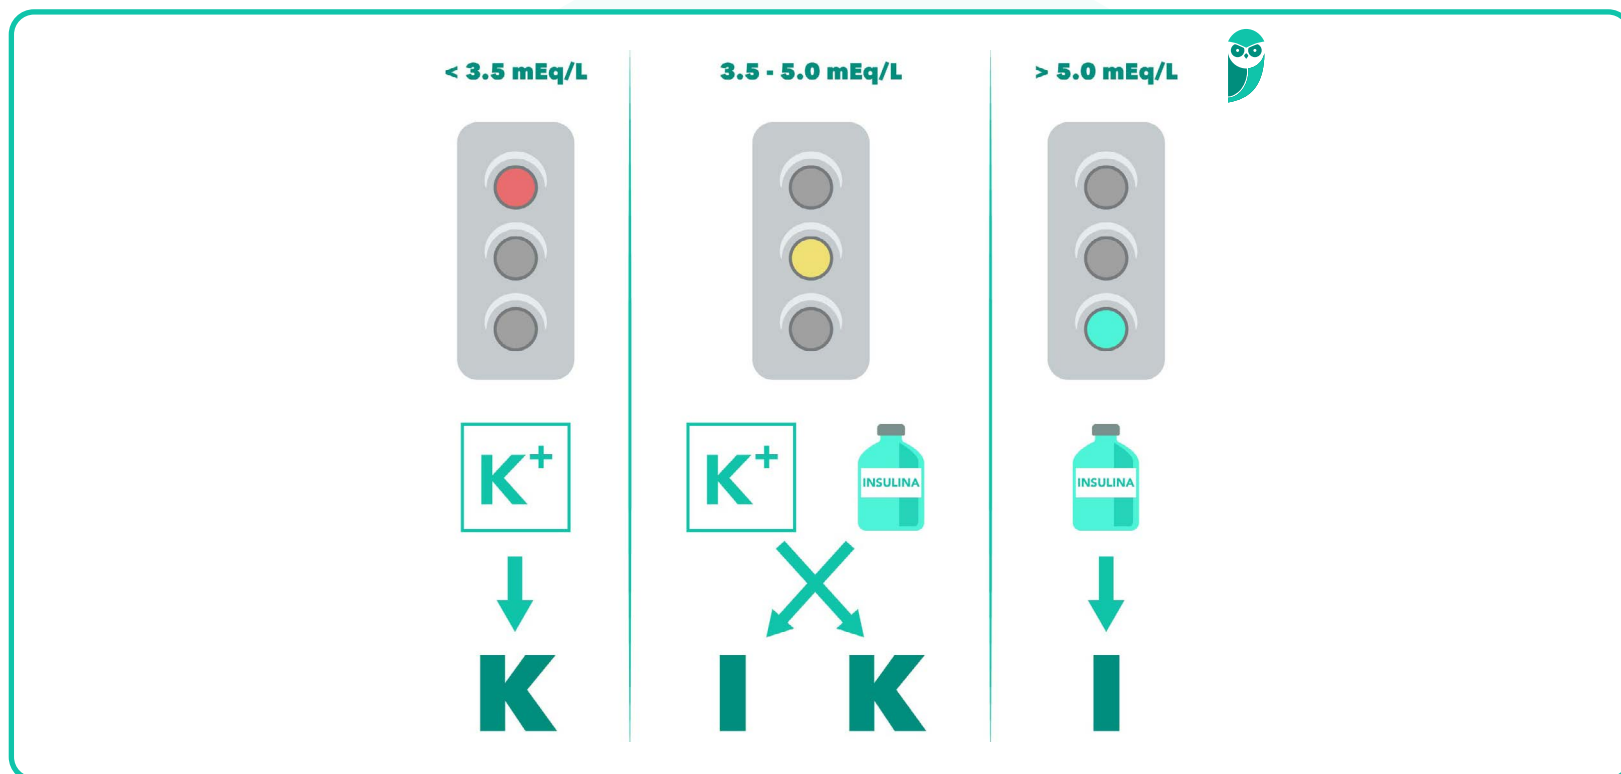 < 3.5 mEq/L
3.5 - 5.0 mEq/L
> 5.0 mEq/L
K+
K+
INSULINA
INSULINA
K
I K
I